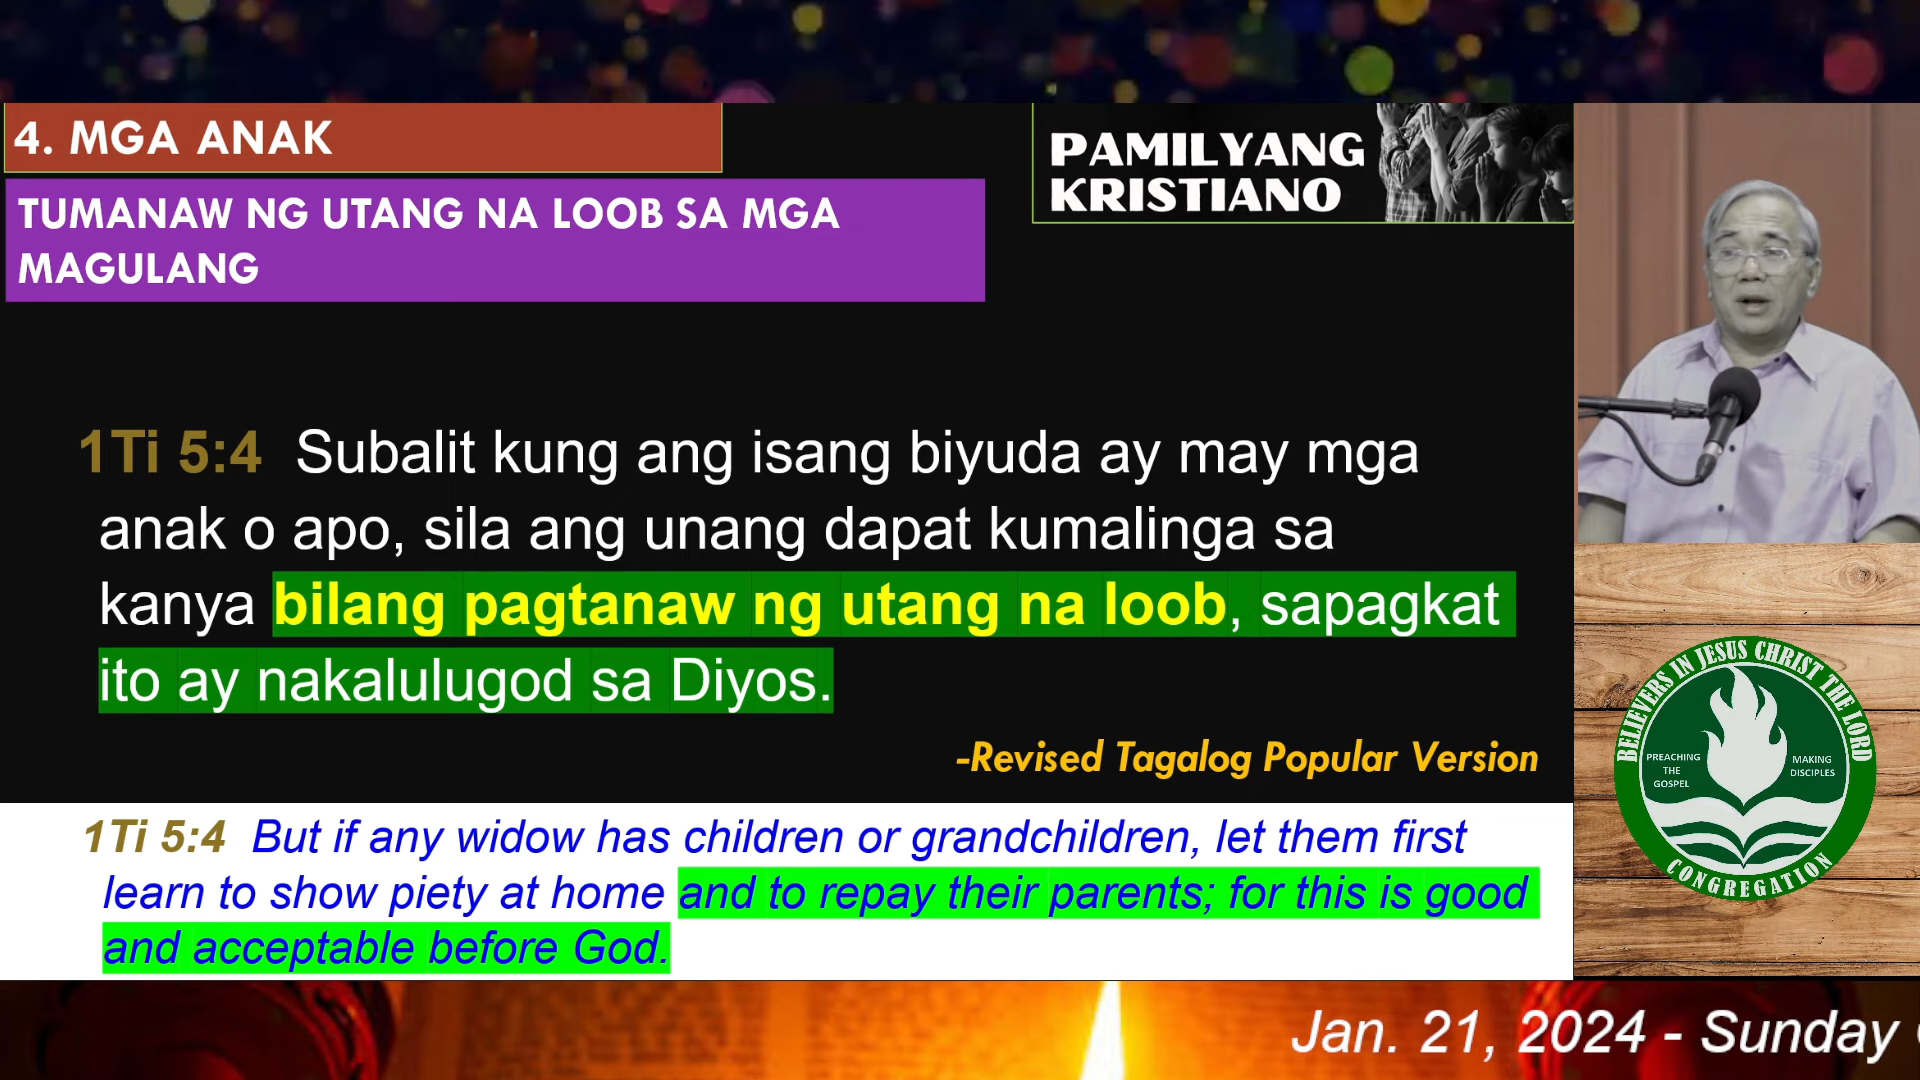 4. MGA ANAK
TUMANAW NG UTANG NA LOOB SA MGA
MAGULANG
PAMILYANG
KRISTIANO
1Ti 5:4 Subalit kung ang isang biyuda ay may mga
anak o apo, sila ang unang dapat kumalinga sa
kanya bilang pagtanaw ng utang na loob, sapagkat
ito ay nakalulugod sa Diyos.
-Revised Tagalog Popular Version
1Ti 5:4 But if any widow has children or grandchildren, let them first
learn to show piety at home and to repay their parents; for this is good
and acceptable before God.
BELIEVERS IN JESUS CHRIST THE LORD
PREACHING
THE
GOSPEL
MAKING
DISCIPLES
CONGREGATION
Jan. 21, 2024 - Sunday